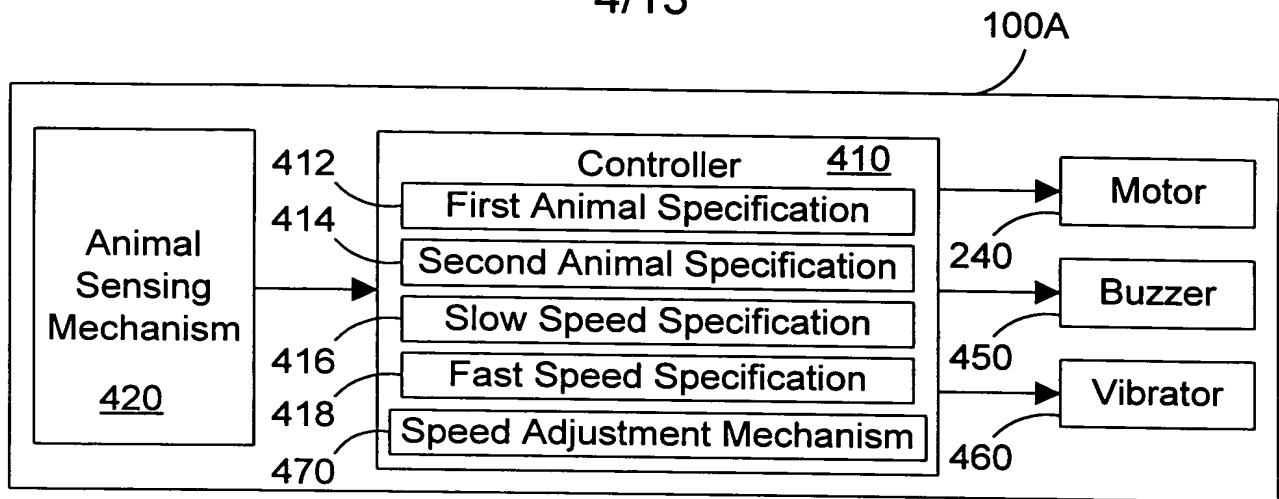 4/13
100A
Animal
Sensing
Mechanism
420
412
414
416
418
470
Controller 410
First Animal Specification
Second Animal Specification
Slow Speed Specification
Fast Speed Specification
Speed Adjustment Mechanism
Motor
240
Buzzer
450
Vibrator
460